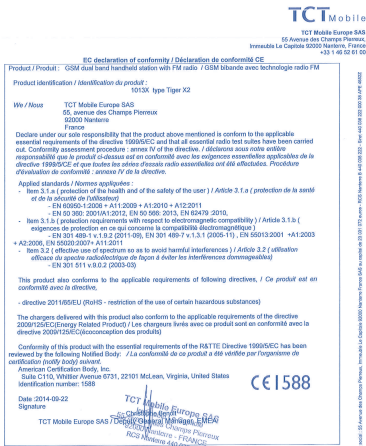 TCT Mobile
TCT Mobile Europe SAS
55 Avenue des Champs Pierreux,
Immeuble Le Capitole 92000 Nanterre, France
+33 1 46 52 61 00
EC declaration of conformity / Déclaration de conformité CE
Product / Produit : GSM dual band handheld station with FM radio / GSM bibande avec technologie radio FM
Product identification / Identification du produit :
1013X type Tiger X2
We / Nous TCT Mobile Europe SAS
55, avenue des Champs Pierreux
92000 Nanterre
France
Declare under our sole responsibility that the product above mentioned is conform to the applicable
essential requirements of the directive 1999/5/EC and that all essential radio test suites have been carried
out. Conformity assessment procedure : annex IV of the directive. / déclarons sous notre entière
responsabilité que le produit ci-dessus est en conformité avec les exigences essentielles applicables de la
directive 1999/5/CE et que toutes les séries d'essais radio essentielles ont été effectuées. Procédure
d'évaluation de conformité : annexe IV de la directive.
Applied standards / Normes appliquées :
- Item 3.1.a ( protection of the health and of the safety of the user ) / Article 3.1.a ( protection de la santé
et de la sécurité de l'utilisateur)
- EN 60950-1:2006 + A11:2009 + A1:2010 + A12:2011
- EN 50 360: 2001/A1:2012, EN 50 566: 2013, EN 62479 :2010,
- Item 3.1.b ( protection requirements with respect to electromagnetic compatibility ) / Article 3.1.b (
exigences de protection en ce qui concerne la compatibilité électromagnétique )
- EN 301 489-1 v.1.9.2 (2011-09), EN 301 489-7 v.1.3.1 (2005-11) , EN 55013:2001 +A1:2003
+ A2:2006, EN 55020:2007+ A11:2011
- Item 3.2 ( effective use of spectrum so as to avoid harmful interferences ) / Article 3.2 ( utilisation
efficace du spectre radioélectrique de façon à éviter les interférences dommageables)
- EN 301 511 v.9.0.2 (2003-03)
This product also conforms to the applicable requirements of following directives, / Ce produit est en
conformité avec la directive,
- directive 2011/65/EU (RoHS - restriction of the use of certain hazardous substances)
The chargers delivered with this product also conform to the applicable requirements of the directive
2009/125/EC(Energy Related Product) / Les chargeurs livrés avec ce produit sont en conformité avec la
directive 2009/125/EC(écoconception des produits)
Conformity of this product with the essential requirements of the R&TTE Directive 1999/5/EC has been
reviewed by the following Notified Body: / La conformité de ce produit a été vérifiée par l'organisme de
certification (notify body) suivant.
American Certification Body, Inc.
Suite C110, Whittier Avenue 6731, 22101 McLean, Virginia, United States
Identification number: 1588
CE1588
Date :2014-09-22
Signature
TCT Mobile Europe SAS
TCT Mobile Europe SAS / Deputy General Manager, EMEA
Champs Pierreux
Nanterre - FRANCE
RCS Nanterre 440